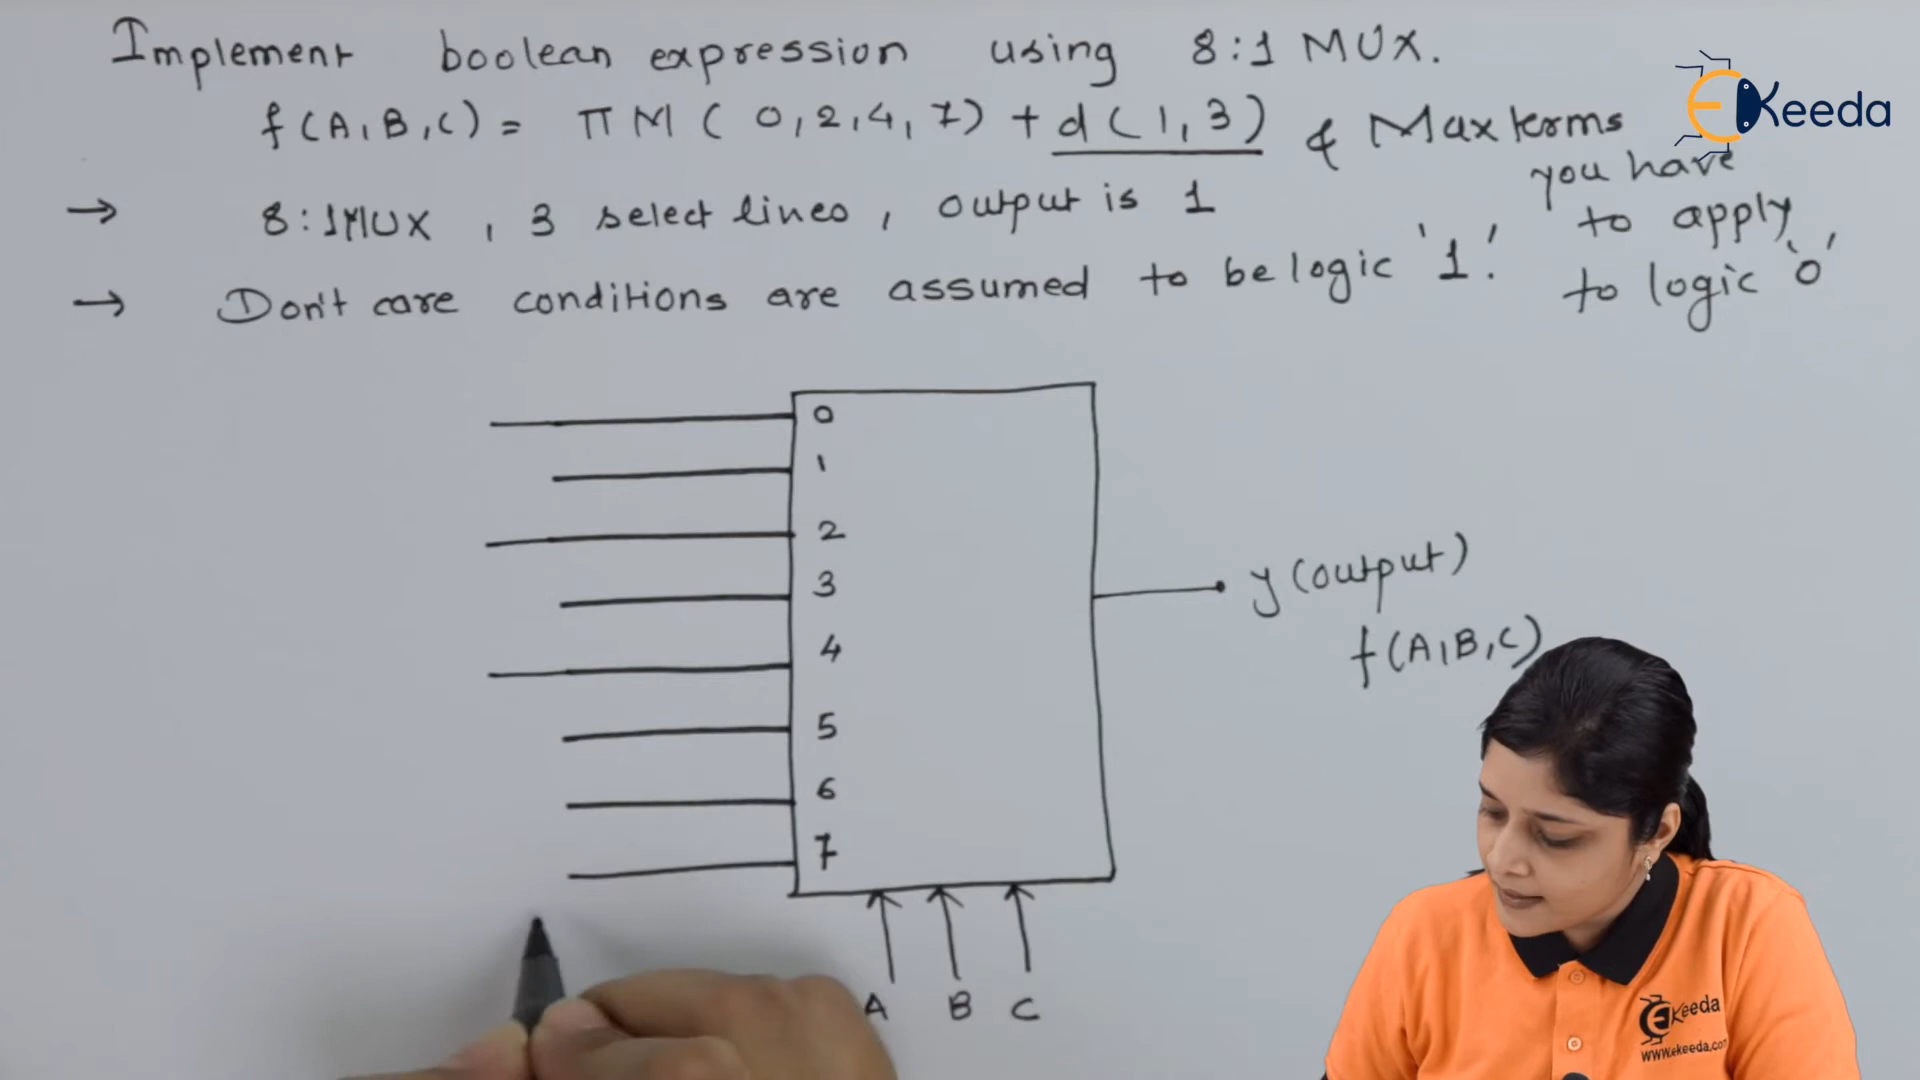 Implement boolean expression using 8:1 MUX.
f(A,B,C) = πM(0,2,4,7) + d(1,3) & Maxterms
you have
to apply
to logic '0'
→ 8:1MUX, 3 select lines, output is 1
→ Don't care conditions are assumed to be logic '1'.
0
1
2
3
4
5
6
7
y(output)
f(A,B,C)
A B C
Ekeeda
Ekeeda
www.ekeeda.com